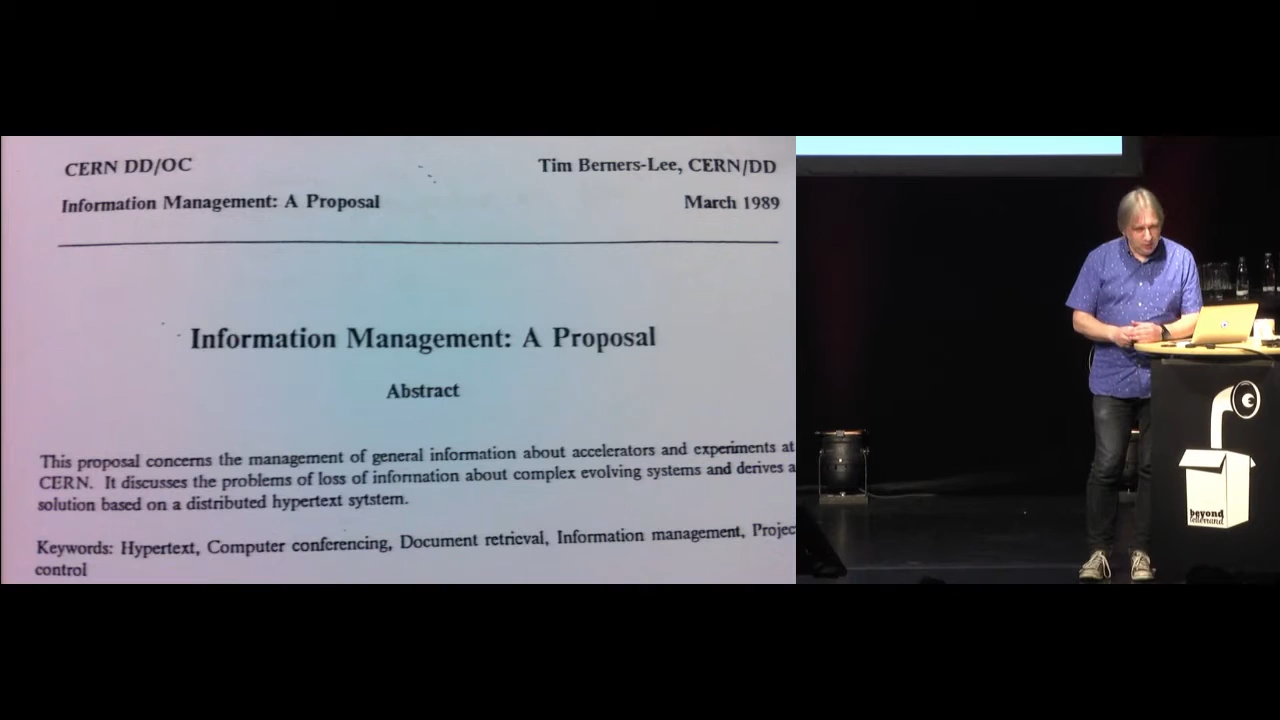 CERN DD/OC
Tim Berners-Lee, CERN/DD
Information Management: A Proposal
March 1989
Information Management: A Proposal
Abstract
This proposal concerns the management of general information about accelerators and experiments at
CERN. It discusses the problems of loss of information about complex evolving systems and derives a
solution based on a distributed hypertext sytstem.
Keywords: Hypertext, Computer conferencing, Document retrieval, Information management, Projec
control
beyond
tellerrand